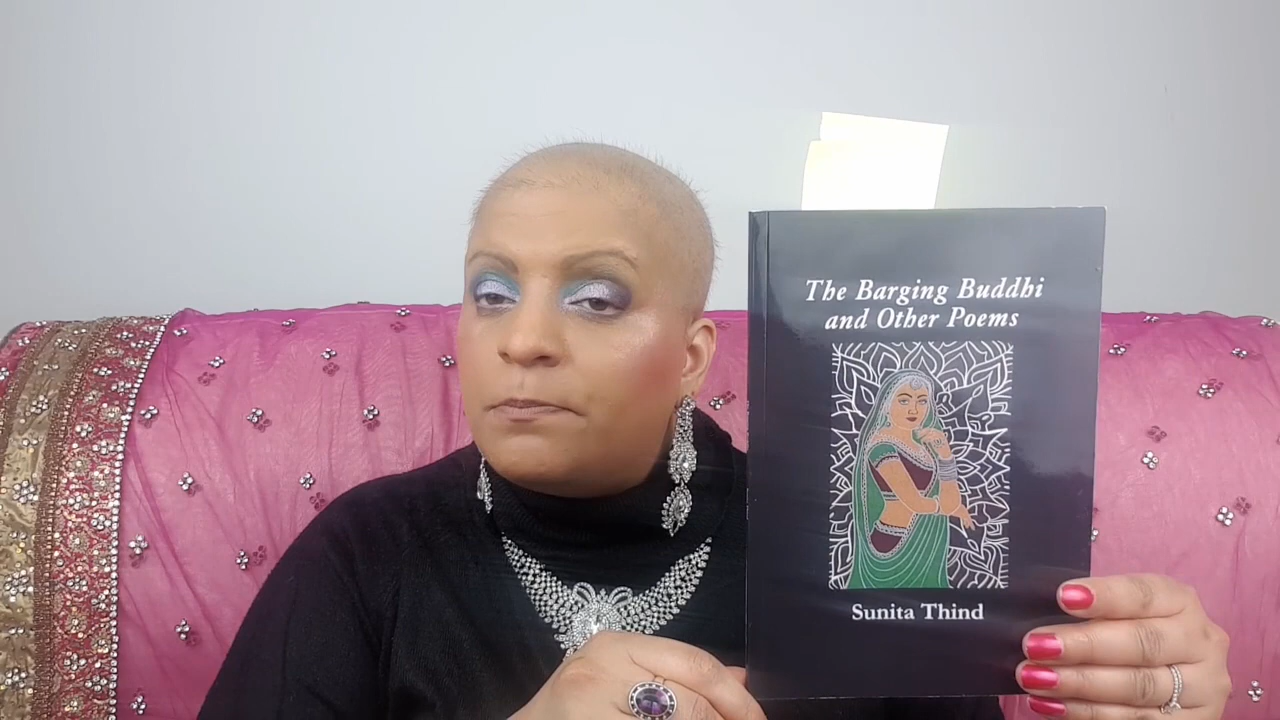 The Barging Buddhi
and Other Poems
Sunita Thind